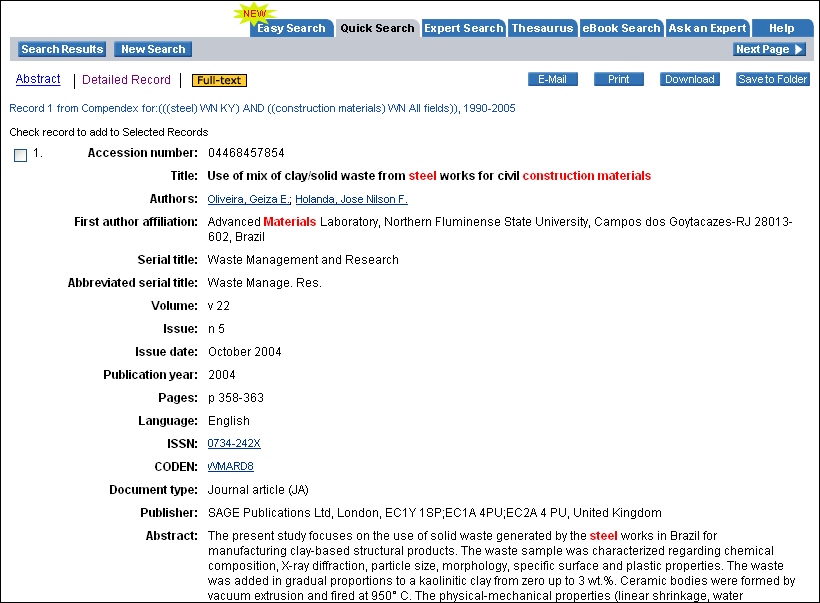 NEW
Easy Search Quick Search Expert Search Thesaurus eBook Search Ask an Expert Help
Search Results New Search Next Page
Abstract | Detailed Record | Full-text E-Mail Print Download Save to Folder
Record 1 from Compendex for:(((steel) WN KY) AND ((construction materials) WN All fields)), 1990-2005
Check record to add to Selected Records
1. Accession number: 04468457854
Title: Use of mix of clay/solid waste from steel works for civil construction materials
Authors: Oliveira, Geiza E.; Holanda, Jose Nilson F.
First author affiliation: Advanced Materials Laboratory, Northern Fluminense State University, Campos dos Goytacazes-RJ 28013-
602, Brazil
Serial title: Waste Management and Research
Abbreviated serial title: Waste Manage. Res.
Volume: v 22
Issue: n 5
Issue date: October 2004
Publication year: 2004
Pages: p 358-363
Language: English
ISSN: 0734-242X
CODEN: WMARD8
Document type: Journal article (JA)
Publisher: SAGE Publications Ltd, London, EC1Y 1SP;EC1A 4PU;EC2A 4 PU, United Kingdom
Abstract: The present study focuses on the use of solid waste generated by the steel works in Brazil for
manufacturing clay-based structural products. The waste sample was characterized regarding chemical
composition, X-ray diffraction, particle size, morphology, specific surface and plastic properties. The waste
was added in gradual proportions to a kaolinitic clay from zero up to 3 wt.%. Ceramic bodies were formed by
vacuum extrusion and fired at 950° C. The physical-mechanical properties (linear shrinkage, water